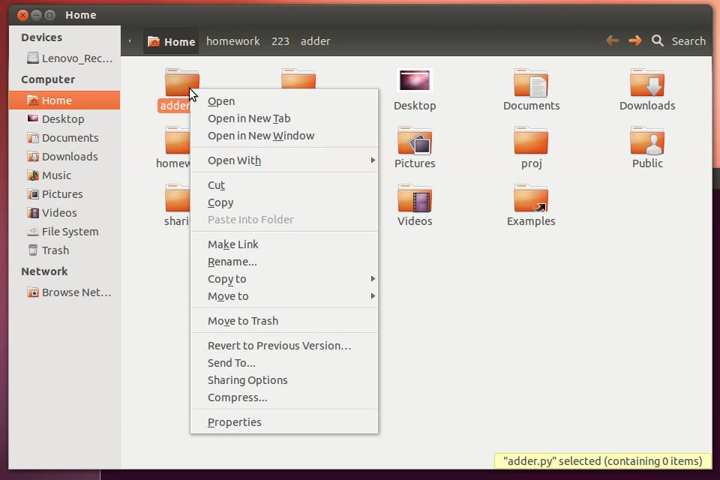 Home
Devices
Lenovo_Rec...
Computer
Home
Desktop
Documents
Downloads
Music
Pictures
Videos
File System
Trash
Network
Browse Net...
Home homework 223 adder
Search
adder
Desktop
Documents
Downloads
homew
Pictures
proj
Public
shari
Videos
Examples
Open
Open in New Tab
Open in New Window
Open With
Cut
Copy
Paste Into Folder
Make Link
Rename...
Copy to
Move to
Move to Trash
Revert to Previous Version...
Send To...
Sharing Options
Compress...
Properties
"adder.py" selected (containing 0 items)